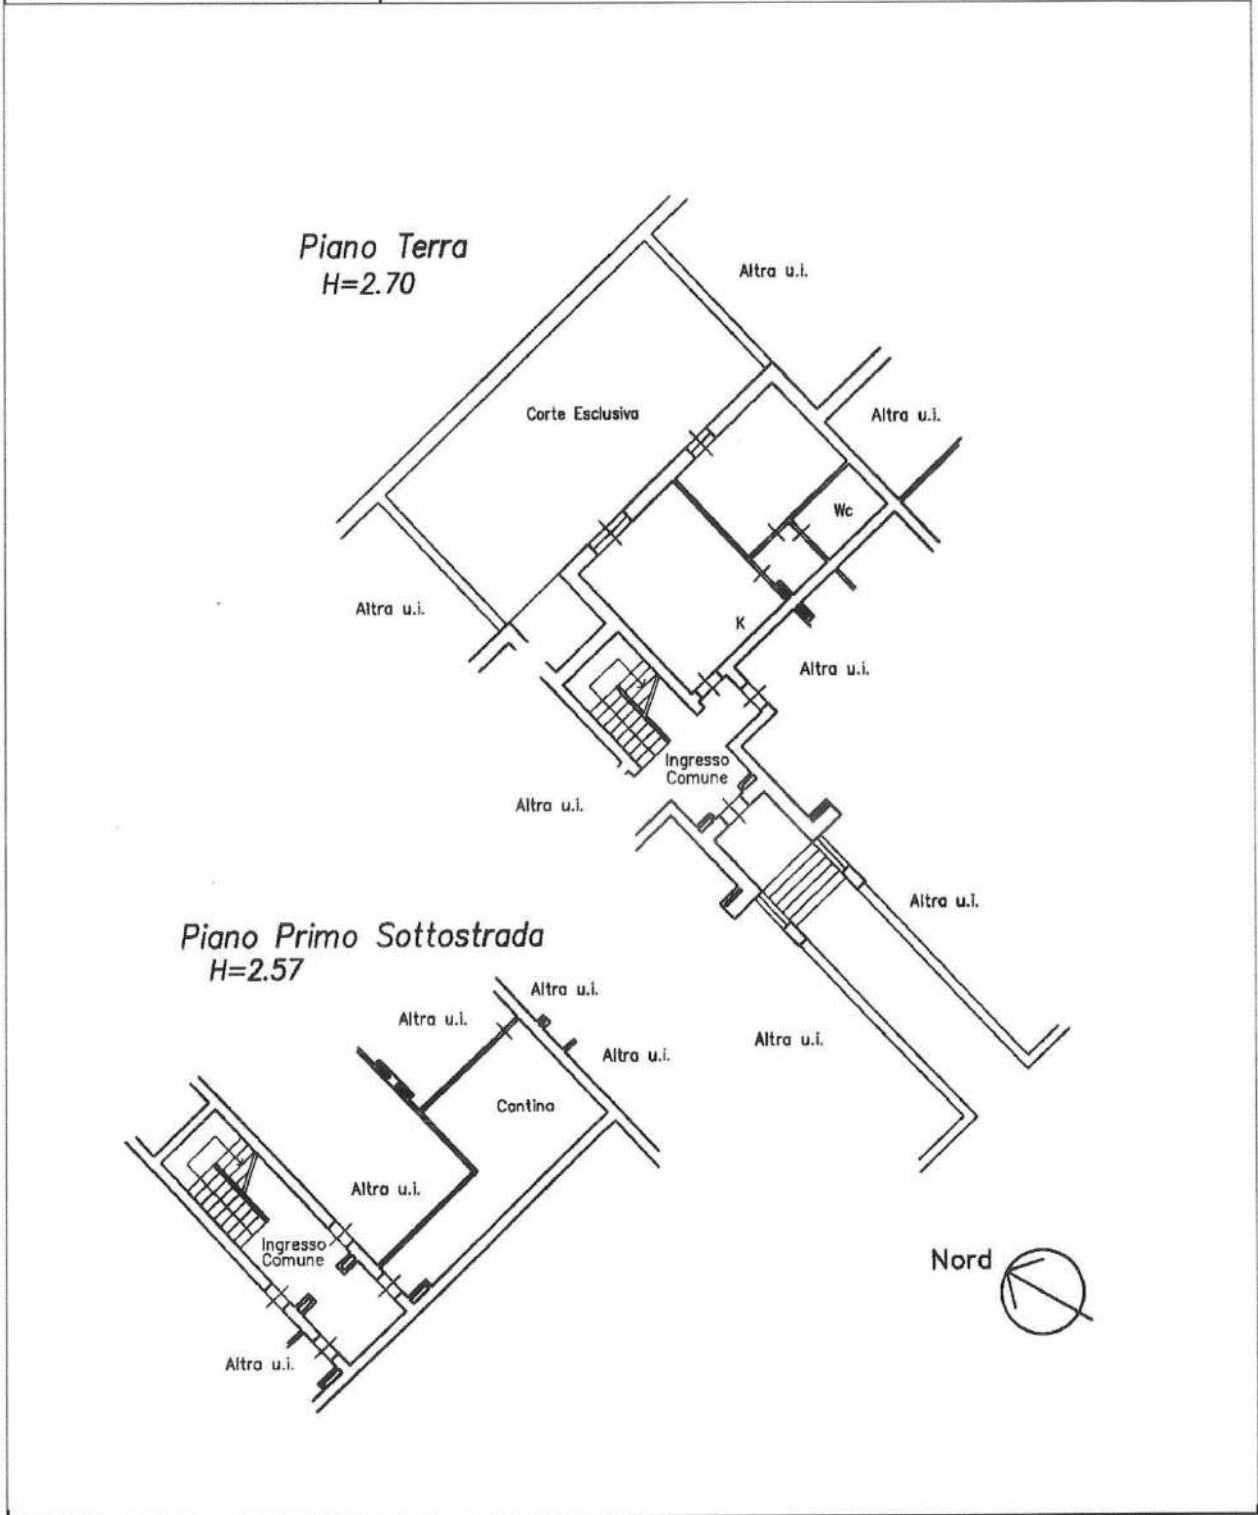 Piano Terra
H=2.70
Altra u.i.
Corte Esclusiva
Altra u.i.
Wc
Altra u.i.
K
Altra u.i.
Ingresso
Comune
Altra u.i.
Altra u.i.
Altra u.i.
Piano Primo Sottostrada
H=2.57
Altra u.i.
Altra u.i.
Altra u.i.
Cantina
Altra u.i.
Ingresso
Comune
Altra u.i.
Nord